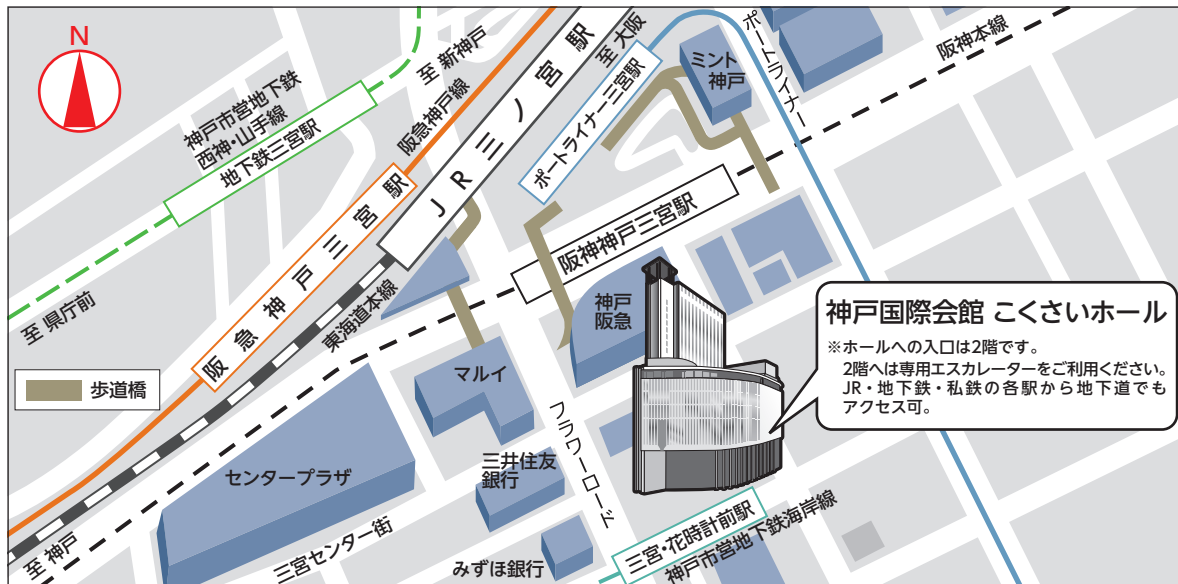 N
神戸市営地下鉄
西神・山手線
地下鉄三宮駅
至 新神戸
阪急神戸線
阪急神戸三宮駅
JR三ノ宮駅
至 大阪
ポートライナー三宮駅
ミント
神戸
ポートライナー
阪神本線
至 県庁前
東海道本線
阪神神戸三宮駅
神戸
阪急
歩道橋
マルイ
フラワーロード
神戸国際会館 こくさいホール
※ホールへの入口は2階です。
2階へは専用エスカレーターをご利用ください。
JR・地下鉄・私鉄の各駅から地下道でも
アクセス可。
センタープラザ
三井住友
銀行
至 神戸
三宮センター街
みずほ銀行
三宮・花時計前駅
神戸市営地下鉄海岸線